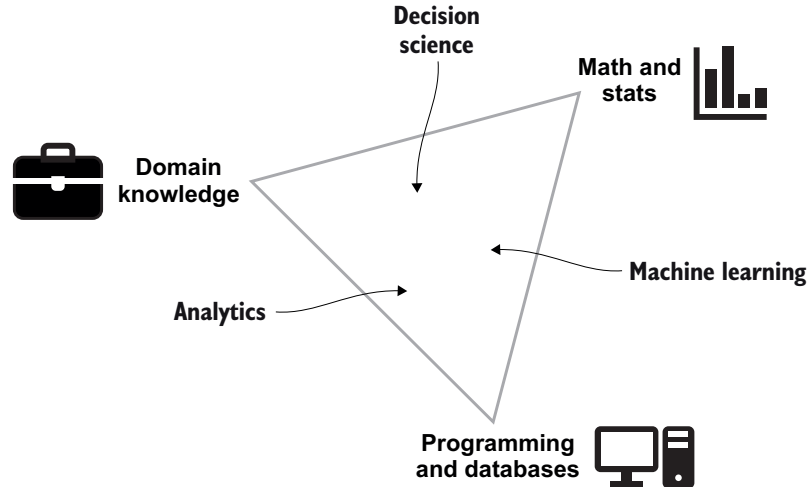 Decision
science
Math and
stats
Domain
knowledge
Machine learning
Analytics
Programming
and databases